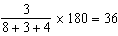 3/(8+3+4) × 180 = 36